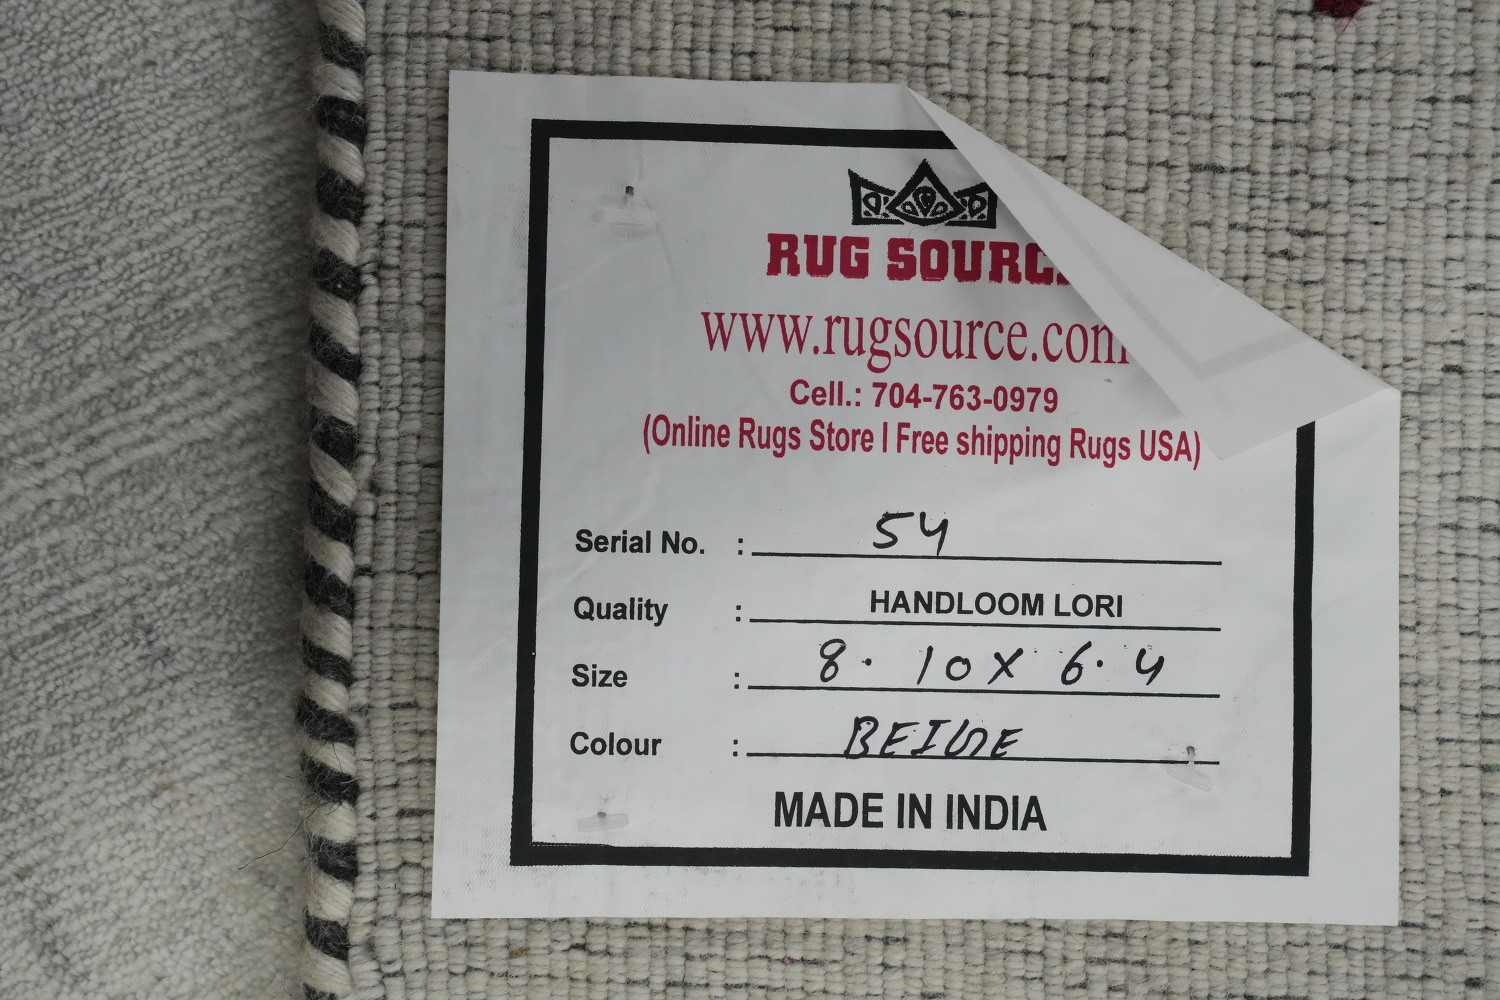 RUG SOURCE
www.rugsource.com
Cell.: 704-763-0979
(Online Rugs Store I Free shipping Rugs USA)
Serial No. : 54
Quality : HANDLOOM LORI
Size : 8.10X 6.4
Colour : BEIGE
MADE IN INDIA